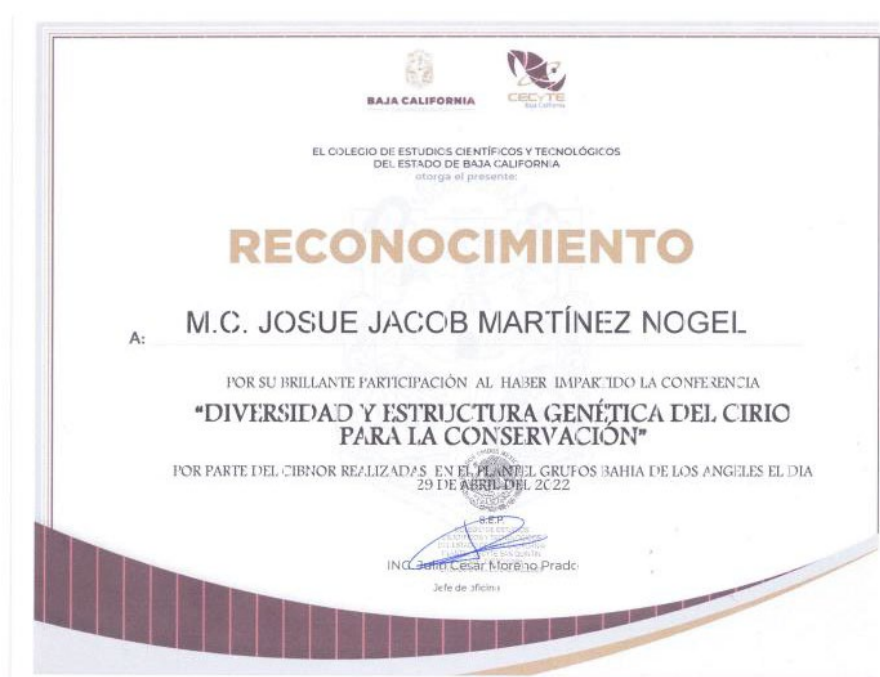 BAJA CALIFORNIA
CECyTE
Baja California
EL COLEGIO DE ESTUDIOS CIENTÍFICOS Y TECNOLÓGICOS
DEL ESTADO DE BAJA CALIFORNIA
otorga el presente:
RECONOCIMIENTO
A: M.C. JOSUE JACOB MARTÍNEZ NOGEL
POR SU BRILLANTE PARTICIPACIÓN AL HABER IMPARTIDO LA CONFERENCIA
"DIVERSIDAD Y ESTRUCTURA GENÉTICA DEL CIRIO
PARA LA CONSERVACIÓN"
POR PARTE DEL CIBNOR REALIZADAS EN EL PLANTEL GRUPOS BAHIA DE LOS ANGELES EL DIA
29 DE ABRIL DEL 2022
S.E.P.
ING. Julio César Moreno Prado
Jefe de oficina